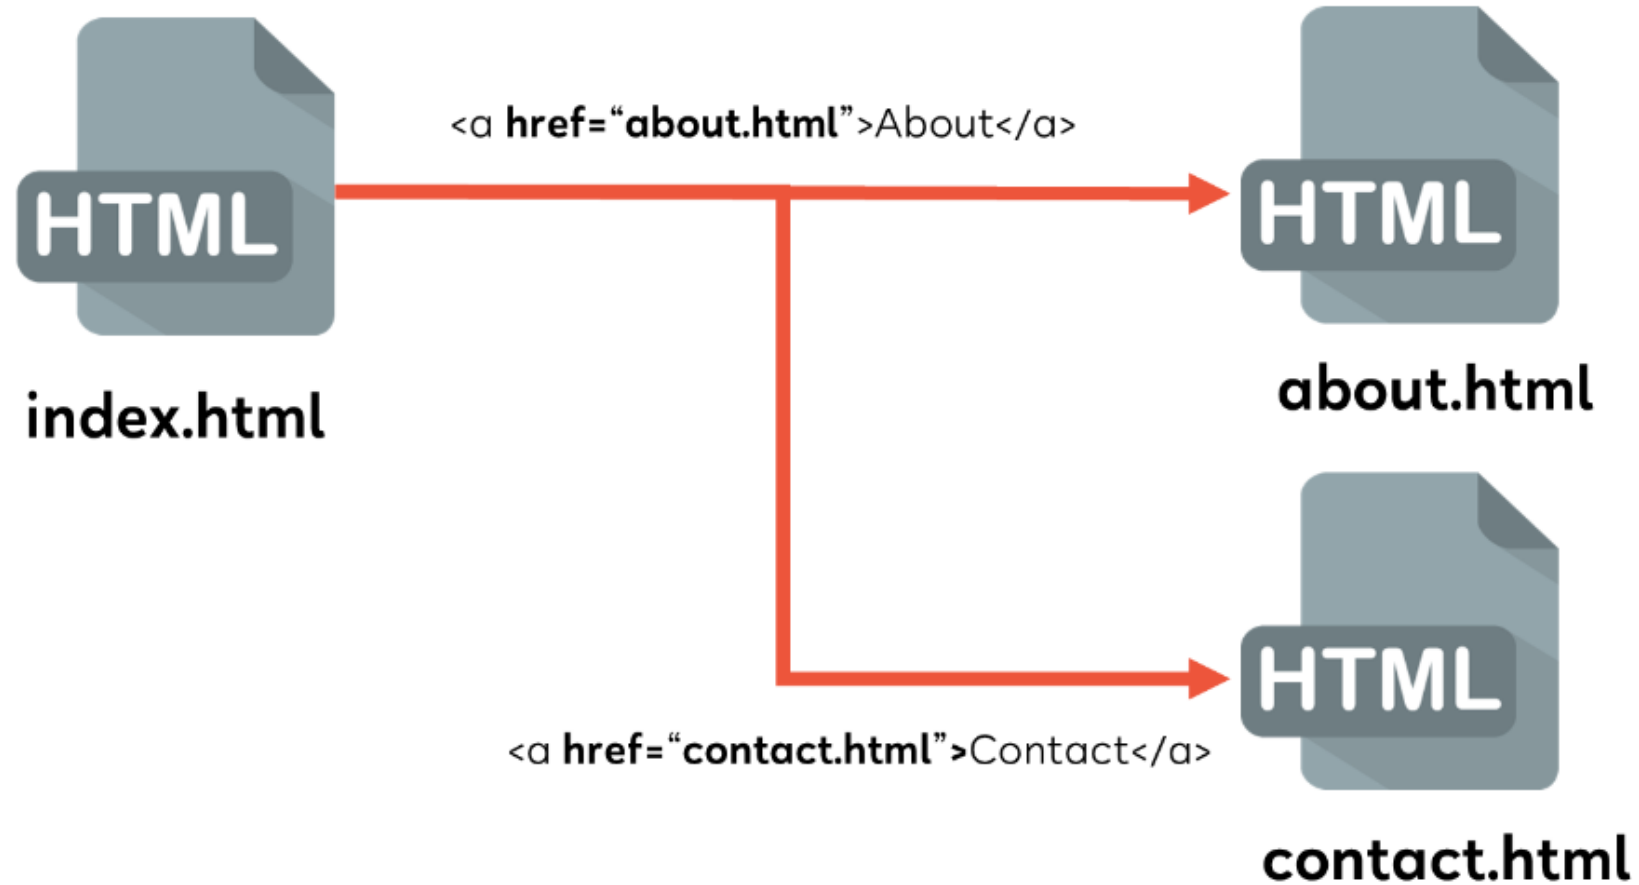 <a href=“about.html”>About</a>
HTML
HTML
index.html
about.html
HTML
<a href=“contact.html”>Contact</a>
contact.html